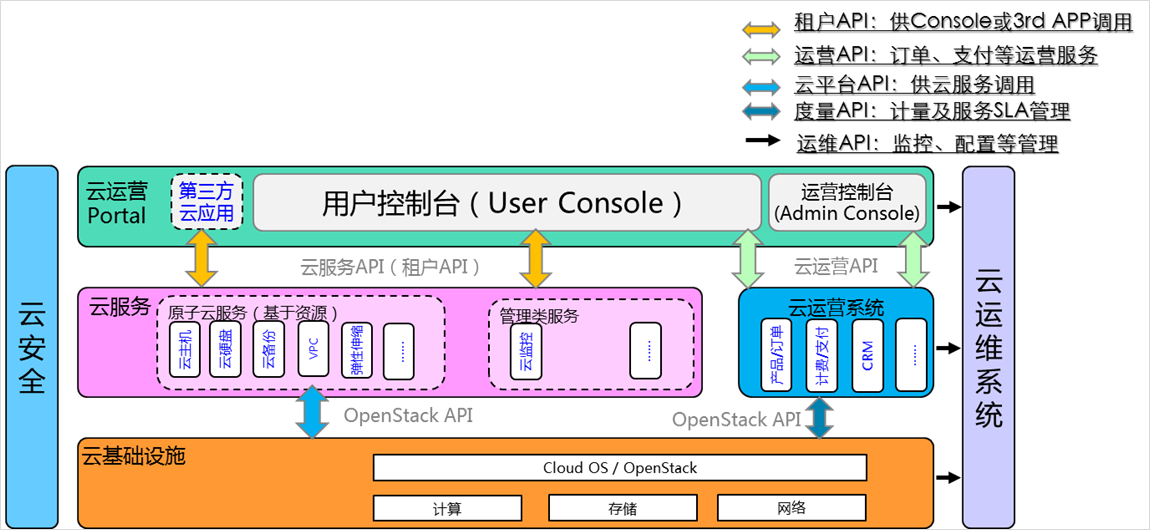 租户API：供Console或3rd APP调用
运营API：订单、支付等运营服务
云平台API：供云服务调用
度量API：计量及服务SLA管理
运维API：监控、配置等管理
云安全
云运营
Portal
第三方
云应用
用户控制台（User Console）
运营控制台
(Admin Console)
云服务API（租户API）
云运营API
云服务
原子云服务（基于资源）
云主机
云硬盘
云备份
VPC
弹性伸缩
......
管理类服务
云监控
......
云运营系统
产品/订单
计费/支付
CRM
......
OpenStack API
OpenStack API
云基础设施
Cloud OS / OpenStack
计算
存储
网络
云运维系统